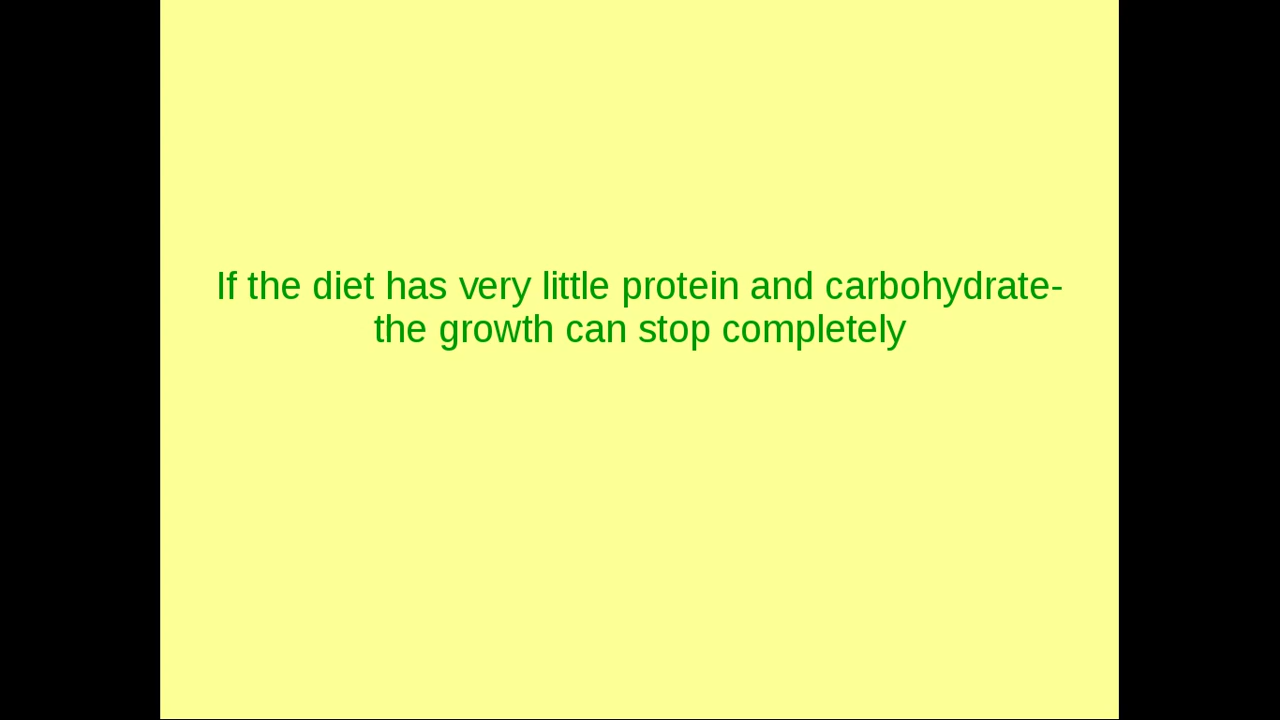 If the diet has very little protein and carbohydrate-
the growth can stop completely